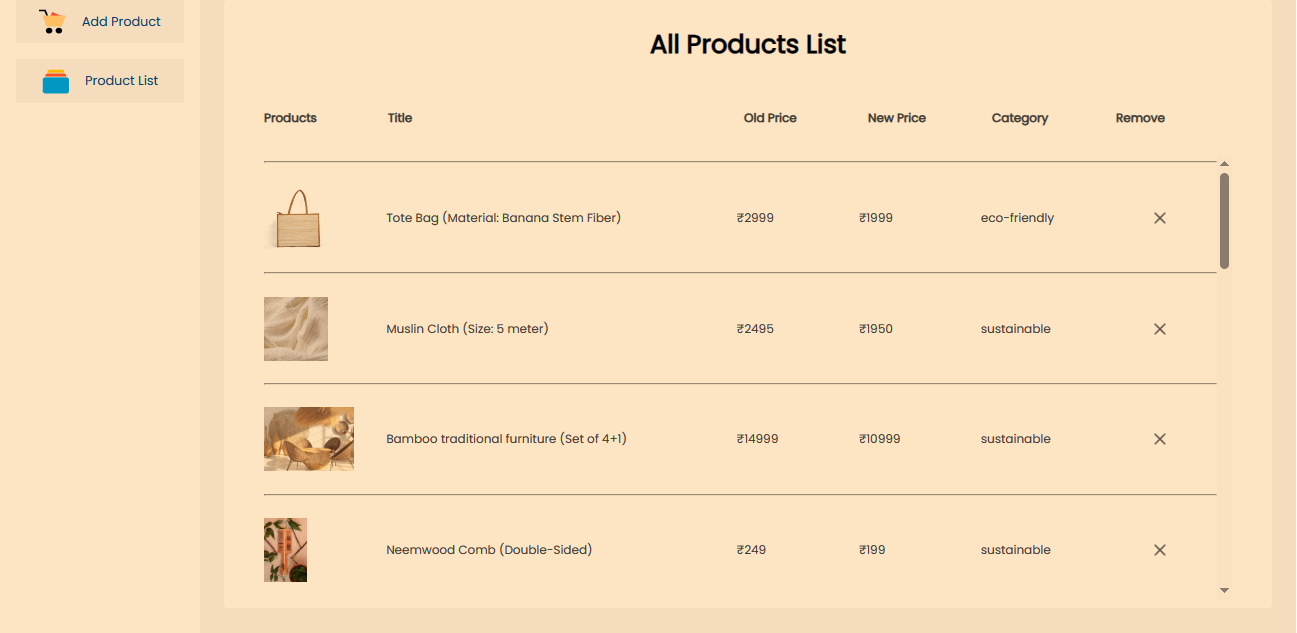 Add Product
Product List
All Products List
Products Title Old Price New Price Category Remove
Tote Bag (Material: Banana Stem Fiber) ₹2999 ₹1999 eco-friendly
Muslin Cloth (Size: 5 meter) ₹2495 ₹1950 sustainable
Bamboo traditional furniture (Set of 4+1) ₹14999 ₹10999 sustainable
Neemwood Comb (Double-Sided) ₹249 ₹199 sustainable